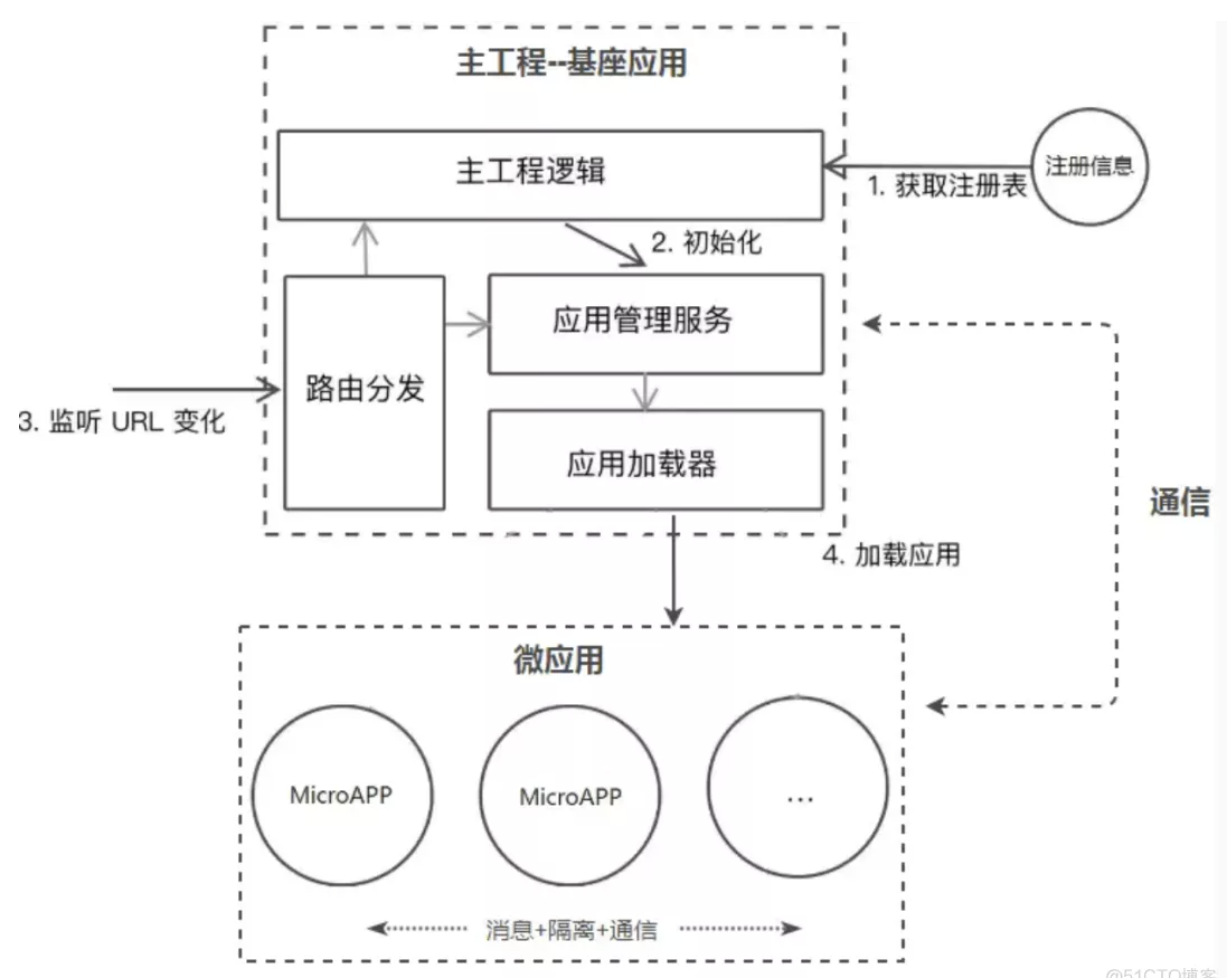 主工程--基座应用
主工程逻辑
注册信息
1. 获取注册表
2. 初始化
应用管理服务
路由分发
3. 监听 URL 变化
应用加载器
通信
4. 加载应用
微应用
MicroAPP
MicroAPP
...
消息+隔离+通信
@51CTO博客